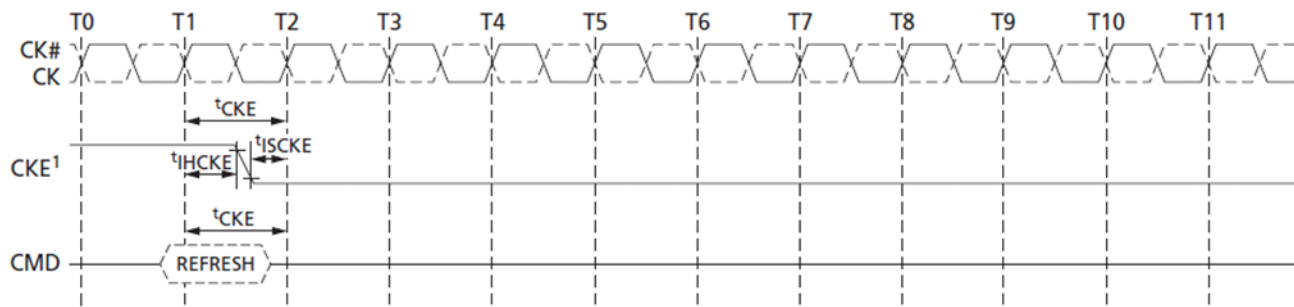 T0 T1 T2 T3 T4 T5 T6 T7 T8 T9 T10 T11
CK#
CK
tCKE
tISCKE
CKE1
tIHCKE
tCKE
CMD
REFRESH